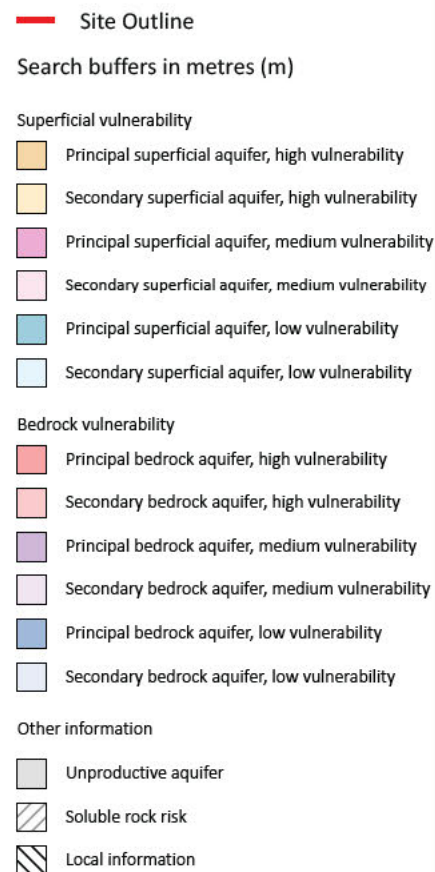 Site Outline
Search buffers in metres (m)
Superficial vulnerability
Principal superficial aquifer, high vulnerability
Secondary superficial aquifer, high vulnerability
Principal superficial aquifer, medium vulnerability
Secondary superficial aquifer, medium vulnerability
Principal superficial aquifer, low vulnerability
Secondary superficial aquifer, low vulnerability
Bedrock vulnerability
Principal bedrock aquifer, high vulnerability
Secondary bedrock aquifer, high vulnerability
Principal bedrock aquifer, medium vulnerability
Secondary bedrock aquifer, medium vulnerability
Principal bedrock aquifer, low vulnerability
Secondary bedrock aquifer, low vulnerability
Other information
Unproductive aquifer
Soluble rock risk
Local information